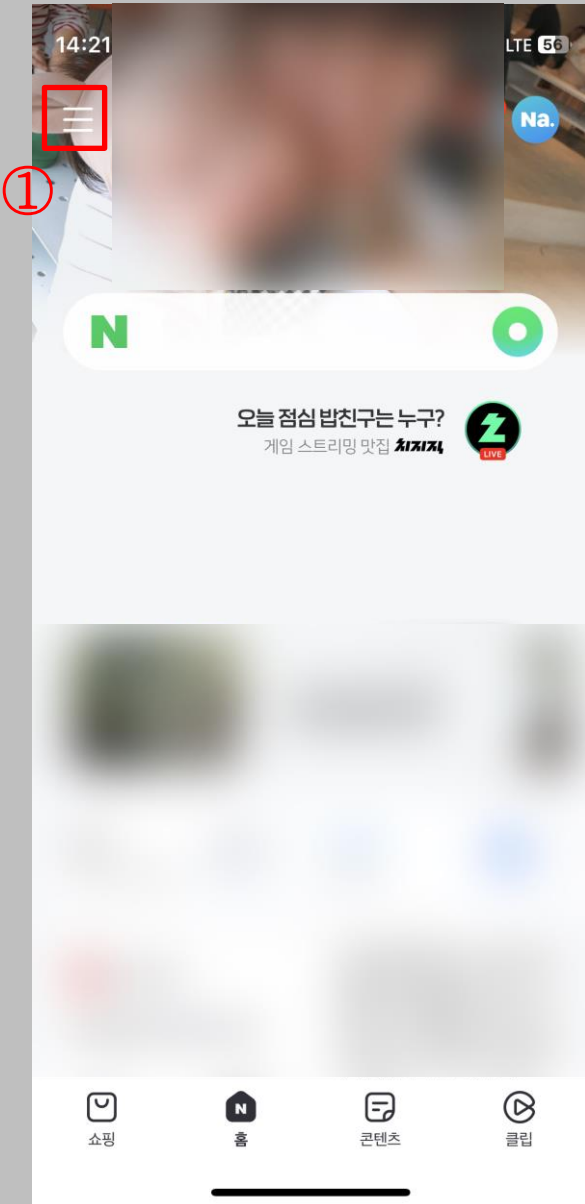 14:21
LTE 56
Na.
①
N
오늘 점심 밥친구는 누구?
게임 스트리밍 맛집 치지직
LIVE
N
쇼핑
홈
콘텐츠
클립